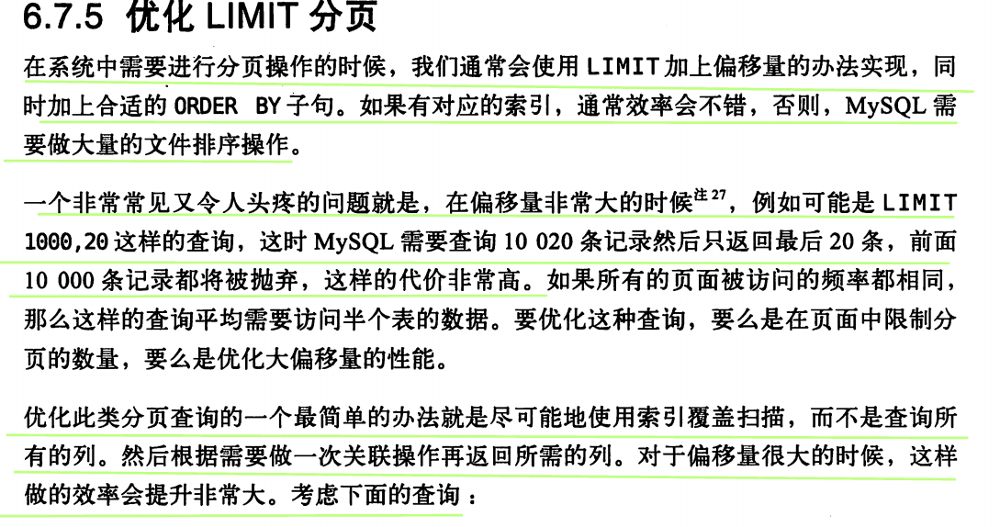 6.7.5 优化 LIMIT 分页
在系统中需要进行分页操作的时候，我们通常会使用 LIMIT 加上偏移量的办法实现，同
时加上合适的 ORDER BY 子句。如果有对应的索引，通常效率会不错，否则，MySQL 需
要做大量的文件排序操作。
一个非常常见又令人头疼的问题就是，在偏移量非常大的时候注27，例如可能是 LIMIT
1000,20 这样的查询，这时 MySQL 需要查询 10 020 条记录然后只返回最后 20 条，前面
10 000 条记录都将被抛弃，这样的代价非常高。如果所有的页面被访问的频率都相同，
那么这样的查询平均需要访问半个表的数据。要优化这种查询，要么是在页面中限制分
页的数量，要么是优化大偏移量的性能。
优化此类分页查询的一个最简单的办法就是尽可能地使用索引覆盖扫描，而不是查询所
有的列。然后根据需要做一次关联操作再返回所需的列。对于偏移量很大的时候，这样
做的效率会提升非常大。考虑下面的查询：